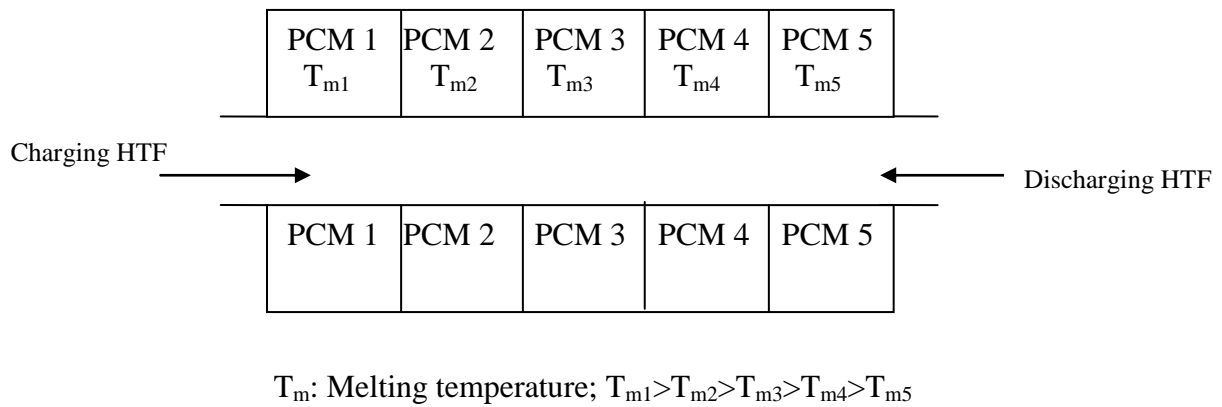 PCM 1 PCM 2 PCM 3 PCM 4 PCM 5
Tm1 Tm2 Tm3 Tm4 Tm5
Charging HTF
Discharging HTF
PCM 1 PCM 2 PCM 3 PCM 4 PCM 5
Tm: Melting temperature; Tm1>Tm2>Tm3>Tm4>Tm5